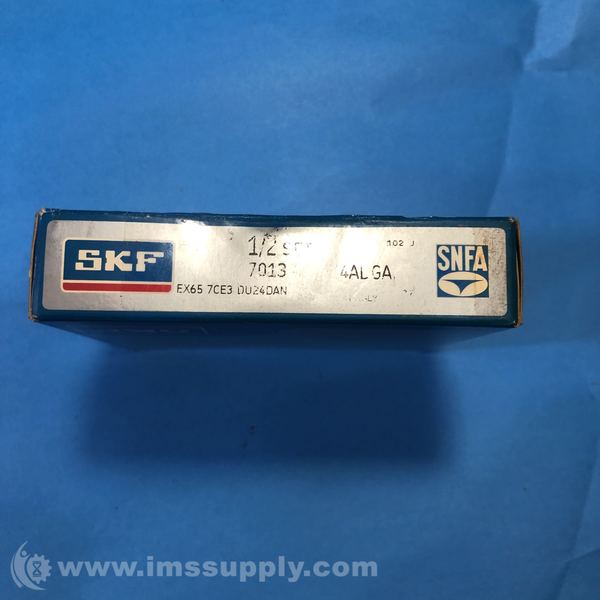 SKF
1/2
102 J
7013 4ALGA
EX65 7CE3 DU24DAN
SNFA
www.imssupply.com